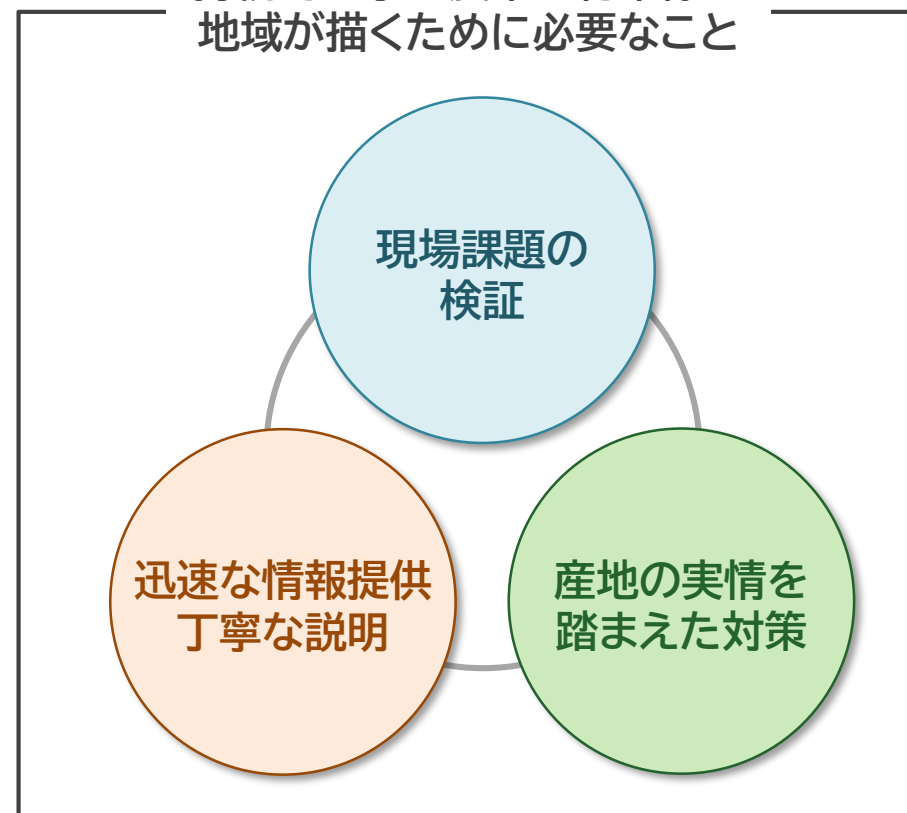 地域が描くために必要なこと
現場課題の
検証
迅速な情報提供
丁寧な説明
産地の実情を
踏まえた対策